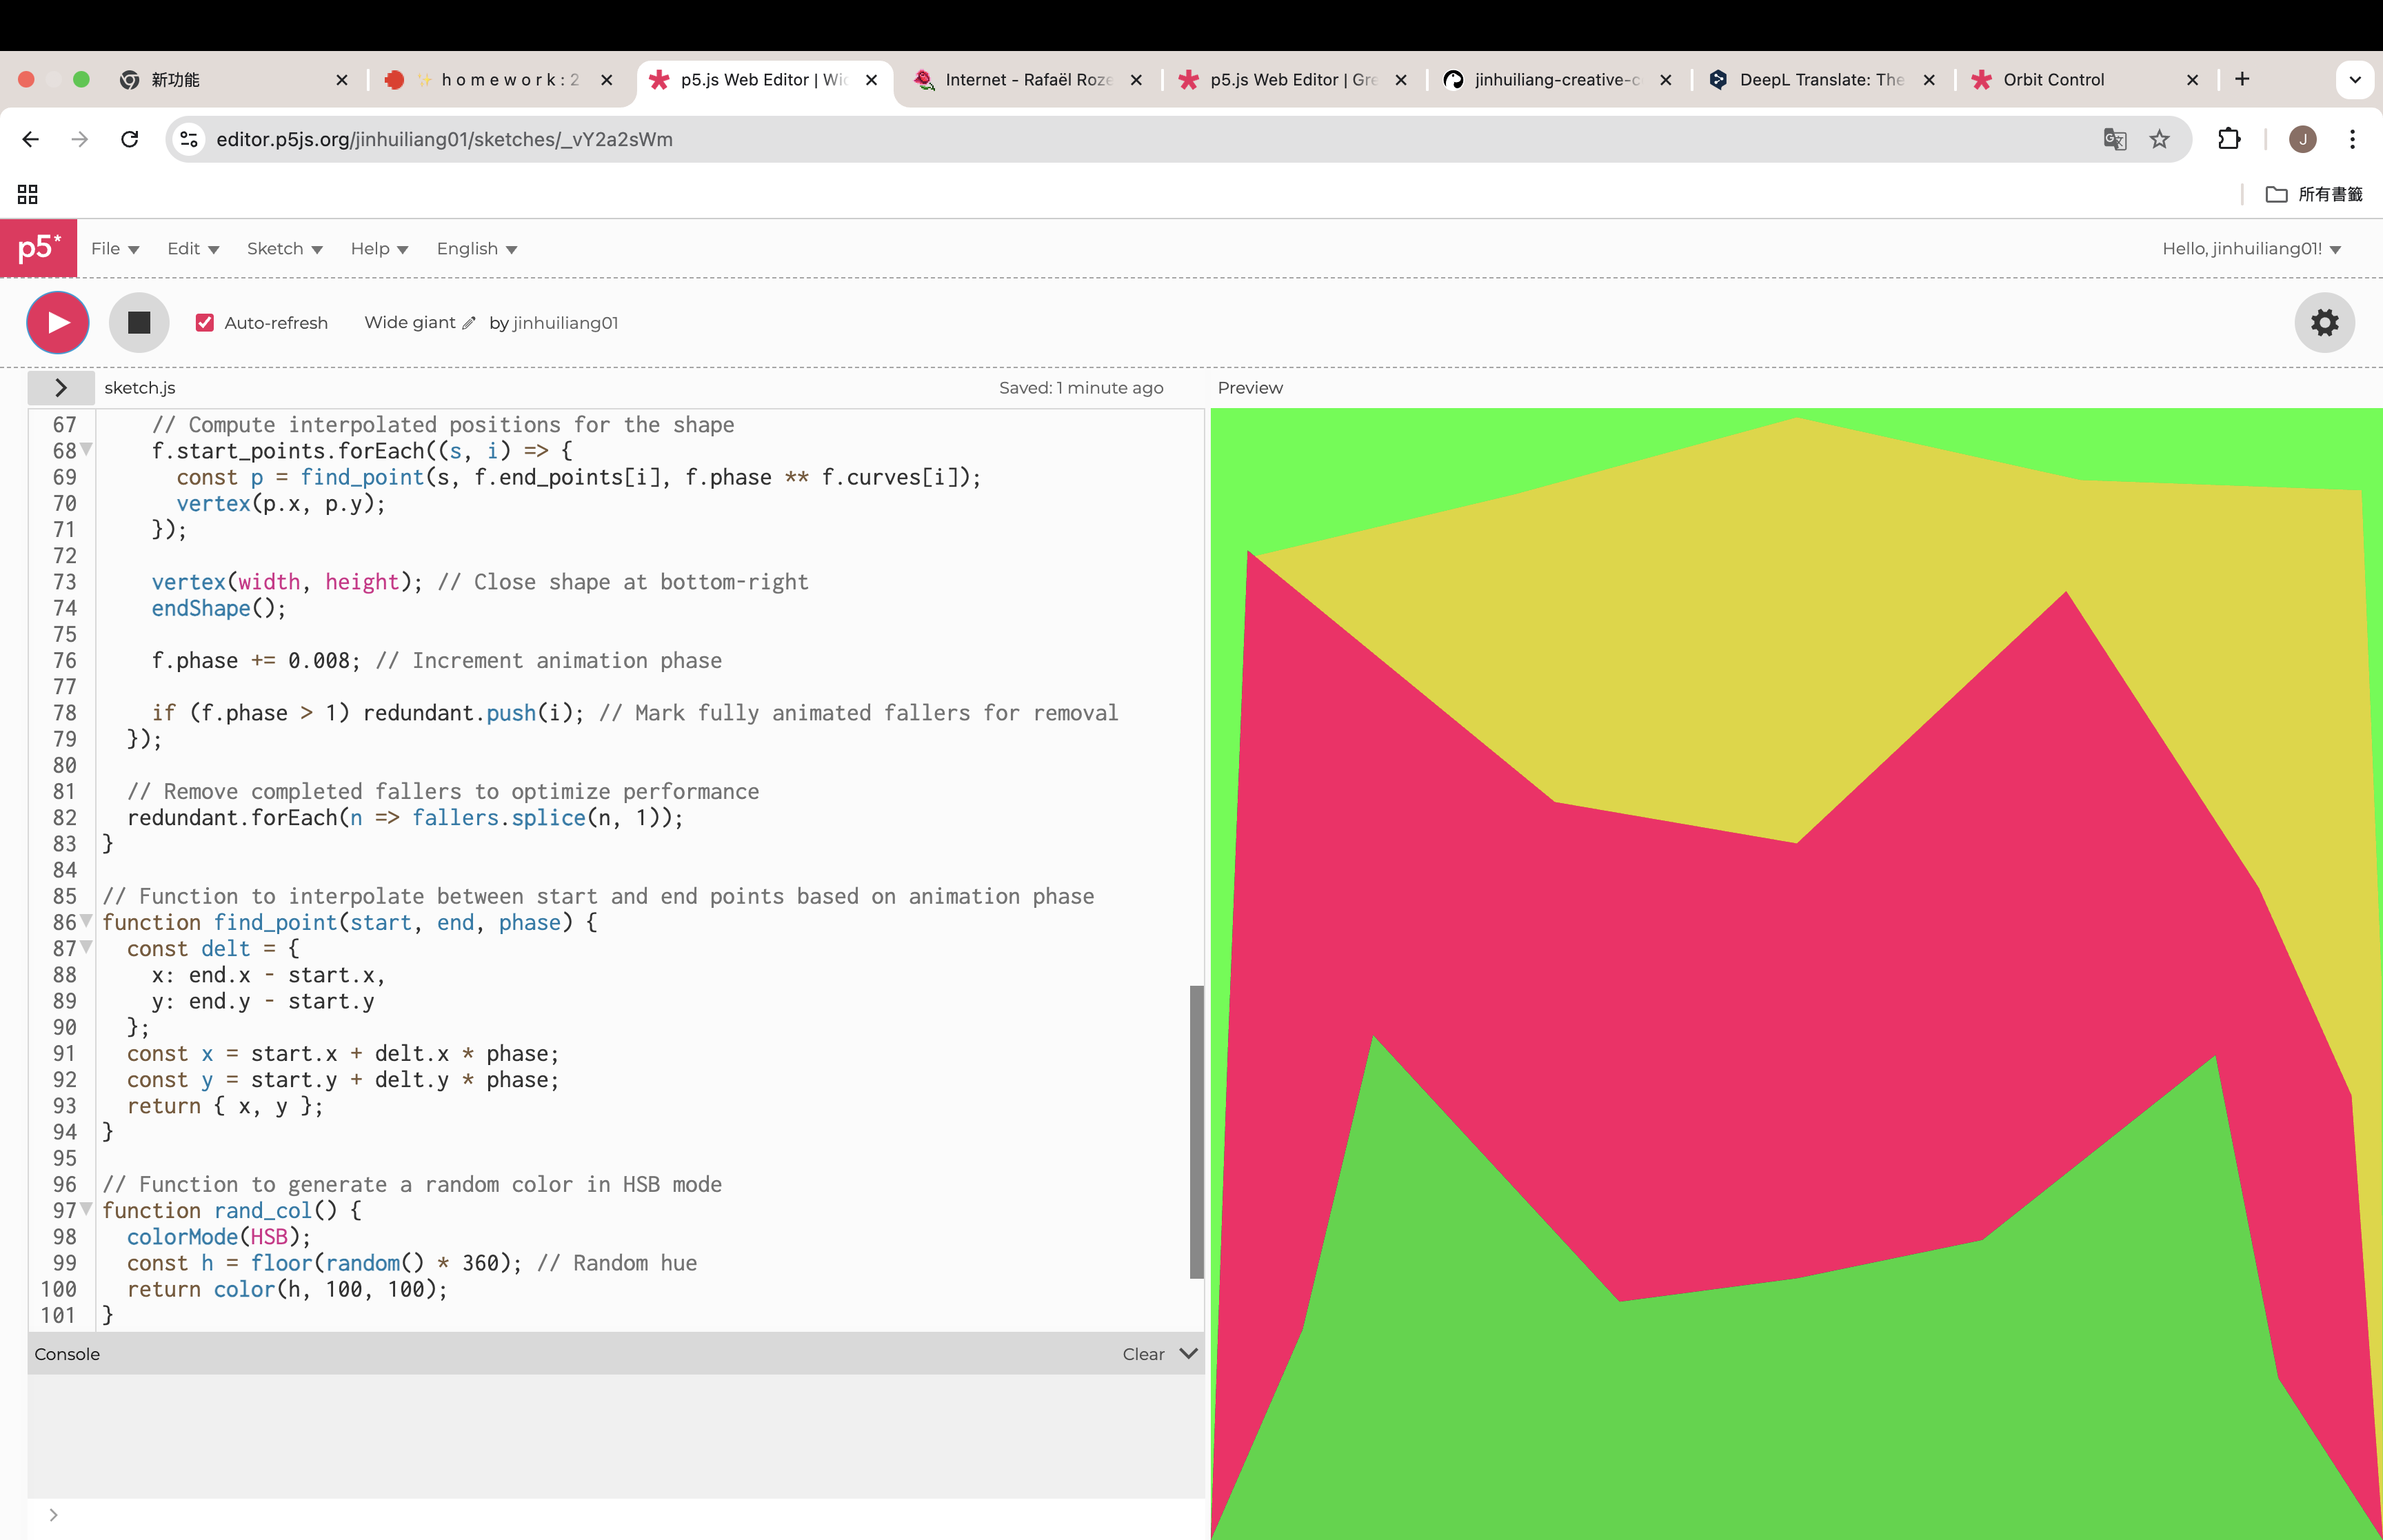 新功能
✨ h o m e w o r k : 2
p5.js Web Editor | Wi
Internet - Rafaël Roze
p5.js Web Editor | Gre
jinhuiliang-creative-c
DeepL Translate: The
Orbit Control
editor.p5js.org/jinhuiliang01/sketches/_vY2a2sWm
J
所有書籤
p5*
File
Edit
Sketch
Help
English
Hello, jinhuiliang01!
Auto-refresh
Wide giant
by jinhuiliang01
sketch.js
Saved: 1 minute ago
Preview
67 // Compute interpolated positions for the shape
68 f.start_points.forEach((s, i) => {
69 const p = find_point(s, f.end_points[i], f.phase ** f.curves[i]);
70 vertex(p.x, p.y);
71 });
72
73 vertex(width, height); // Close shape at bottom-right
74 endShape();
75
76 f.phase += 0.008; // Increment animation phase
77
78 if (f.phase > 1) redundant.push(i); // Mark fully animated fallers for removal
79 });
80
81 // Remove completed fallers to optimize performance
82 redundant.forEach(n => fallers.splice(n, 1));
83 }
84
85 // Function to interpolate between start and end points based on animation phase
86 function find_point(start, end, phase) {
87 const delt = {
88 x: end.x - start.x,
89 y: end.y - start.y
90 };
91 const x = start.x + delt.x * phase;
92 const y = start.y + delt.y * phase;
93 return { x, y };
94 }
95
96 // Function to generate a random color in HSB mode
97 function rand_col() {
98 colorMode(HSB);
99 const h = floor(random() * 360); // Random hue
100 return color(h, 100, 100);
101 }
Console
Clear